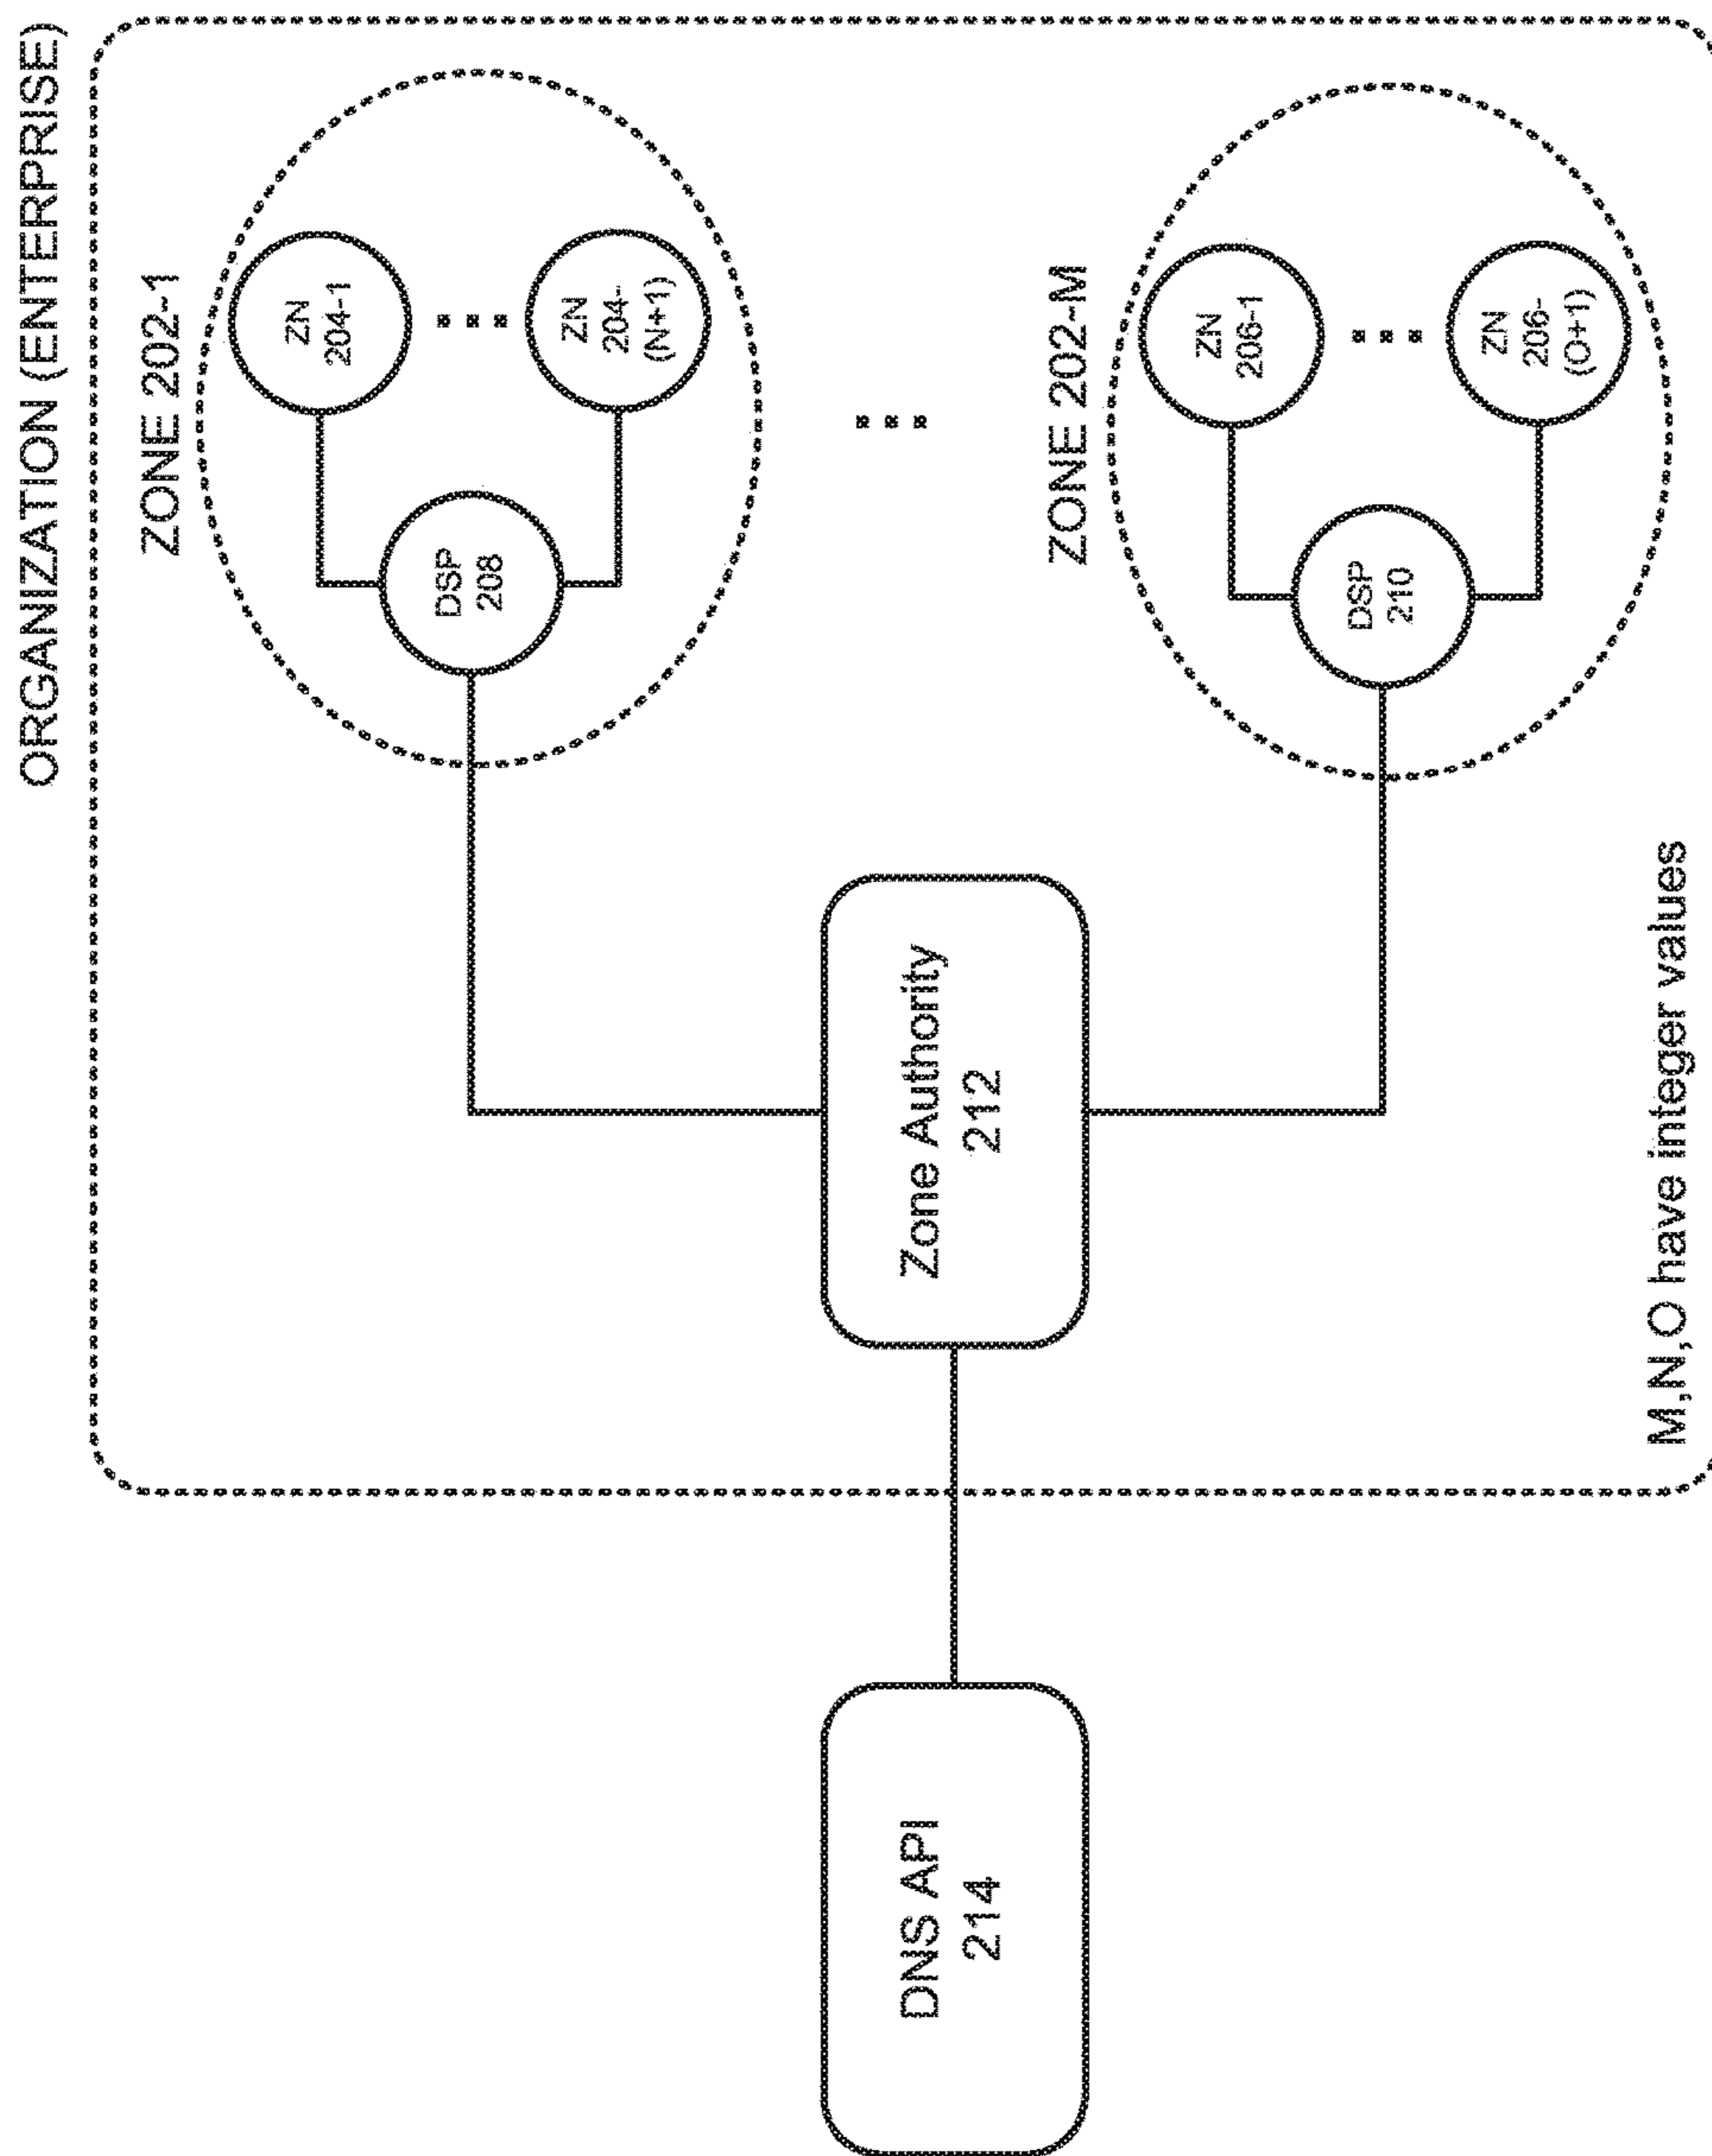 ORGANIZATION (ENTERPRISE)
ZONE 202-1
ZN
204-1
ZN
204-
(N+1)
DSP
208
ZONE 202-M
ZN
206-1
ZN
206-
(O+1)
DSP
210
Zone Authority
212
DNS API
214
M,N,O have integer values